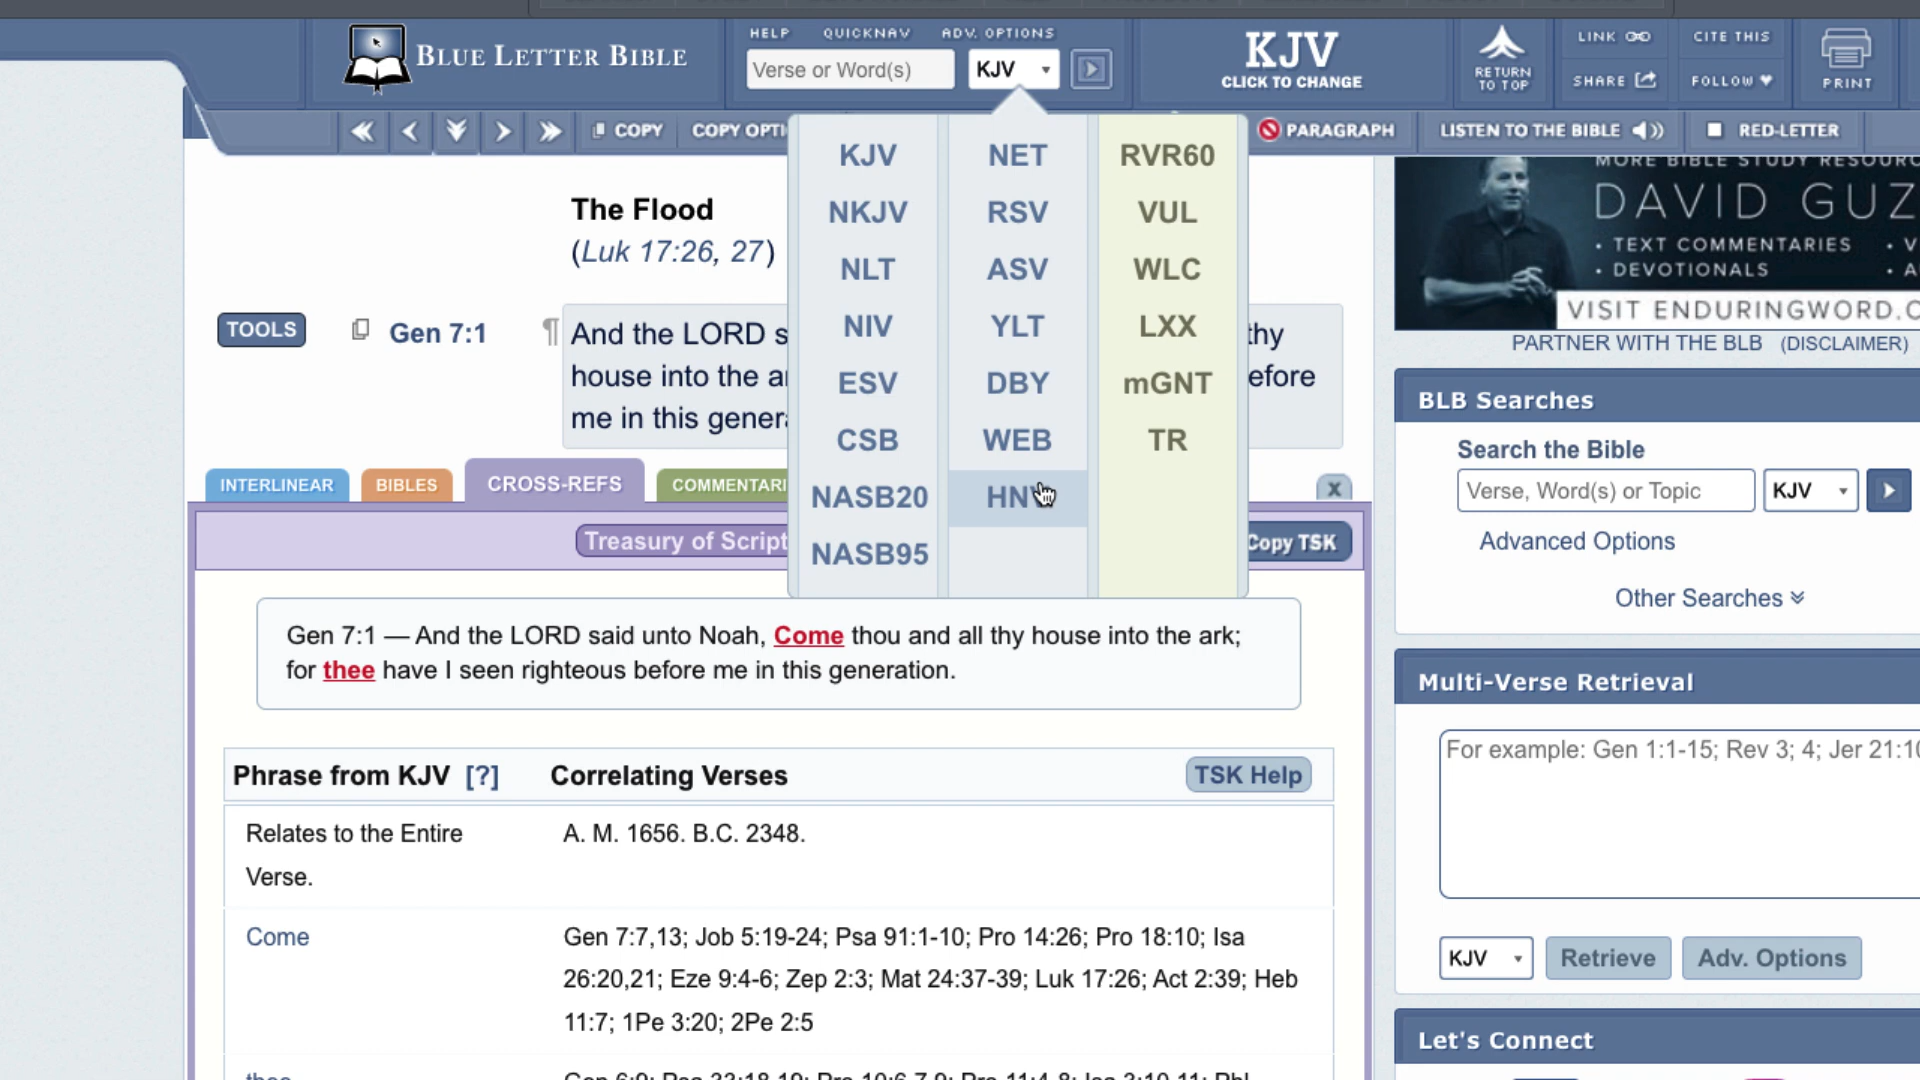 BLUE LETTER BIBLE
HELP QUICKNAV ADV. OPTIONS
Verse or Word(s) KJV
KJV
CLICK TO CHANGE
RETURN
TO TOP
LINK
SHARE
CITE THIS
FOLLOW
PRINT
COPY
PARAGRAPH
LISTEN TO THE BIBLE
RED-LETTER
KJV NET RVR60
NKJV RSV VUL
NLT ASV WLC
NIV YLT LXX
ESV DBY mGNT
CSB WEB TR
NASB20
NASB95
The Flood
(Luk 17:26, 27)
TOOLS
Gen 7:1
¶ And the LORD thy
house into the
me in this
INTERLINEAR
BIBLES
CROSS-REFS
Treasury of
Copy TSK
X
Gen 7:1 — And the LORD said unto Noah, Come thou and all thy house into the ark;
for thee have I seen righteous before me in this generation.
Phrase from KJV [?] Correlating Verses TSK Help
Relates to the Entire
Verse.
A. M. 1656. B.C. 2348.
Come
Gen 7:7,13; Job 5:19-24; Psa 91:1-10; Pro 14:26; Pro 18:10; Isa
26:20,21; Eze 9:4-6; Zep 2:3; Mat 24:37-39; Luk 17:26; Act 2:39; Heb
11:7; 1Pe 3:20; 2Pe 2:5
MORE BIBLE STUDY
DAVID
• TEXT COMMENTARIES
• DEVOTIONALS
VISIT
PARTNER WITH THE BLB (DISCLAIMER)
BLB Searches
Search the Bible
Verse, Word(s) or Topic KJV
Advanced Options
Other Searches
Multi-Verse Retrieval
For example: Gen 1:1-15; Rev 3; 4; Jer
KJV Retrieve Adv. Options
Let's Connect